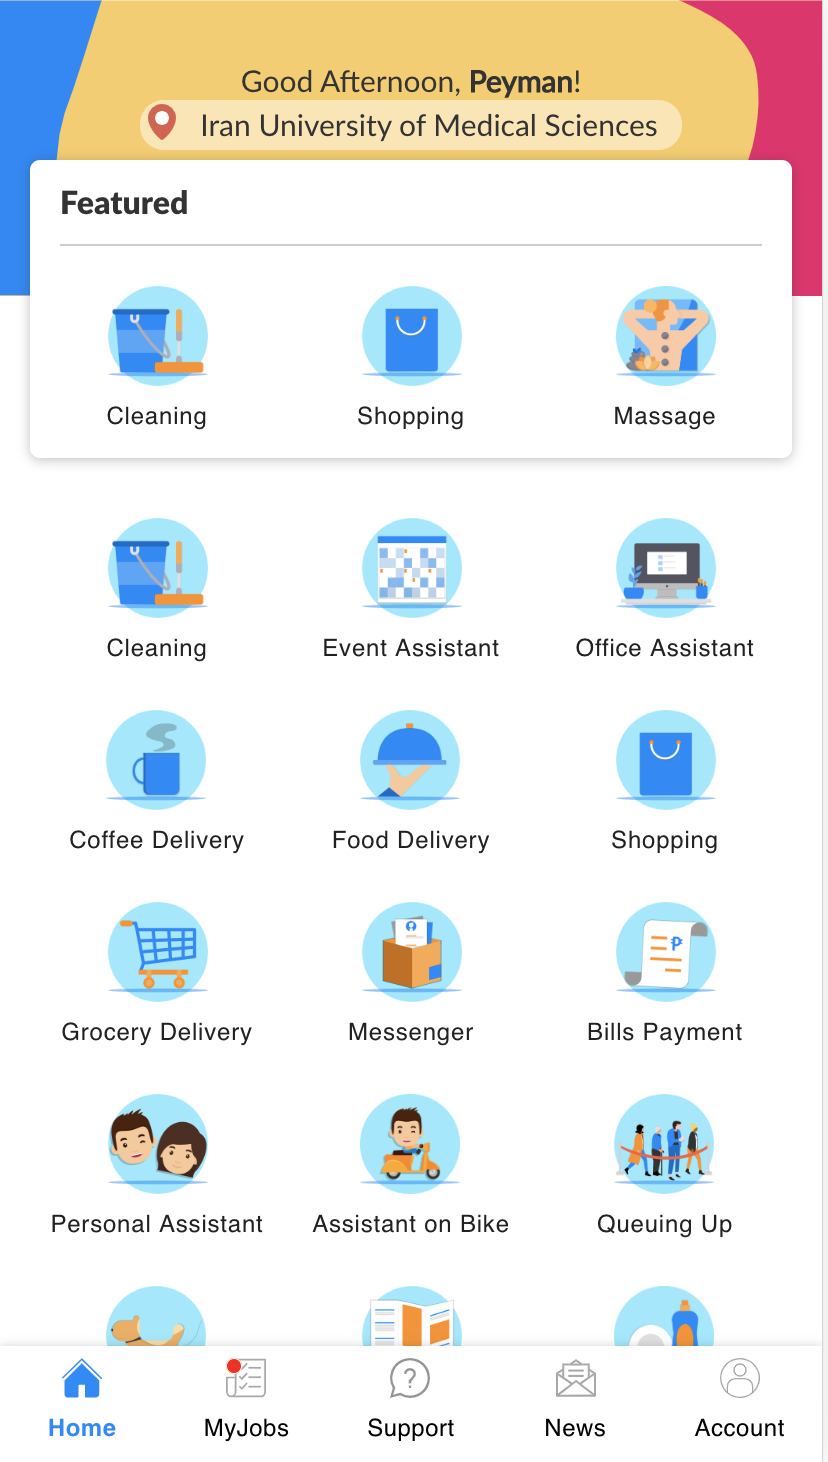 Good Afternoon, Peyman!
Iran University of Medical Sciences
Featured
Cleaning
Shopping
Massage
Cleaning
Event Assistant
Office Assistant
Coffee Delivery
Food Delivery
Shopping
Grocery Delivery
Messenger
Bills Payment
Personal Assistant
Assistant on Bike
Queuing Up
Home
MyJobs
Support
News
Account